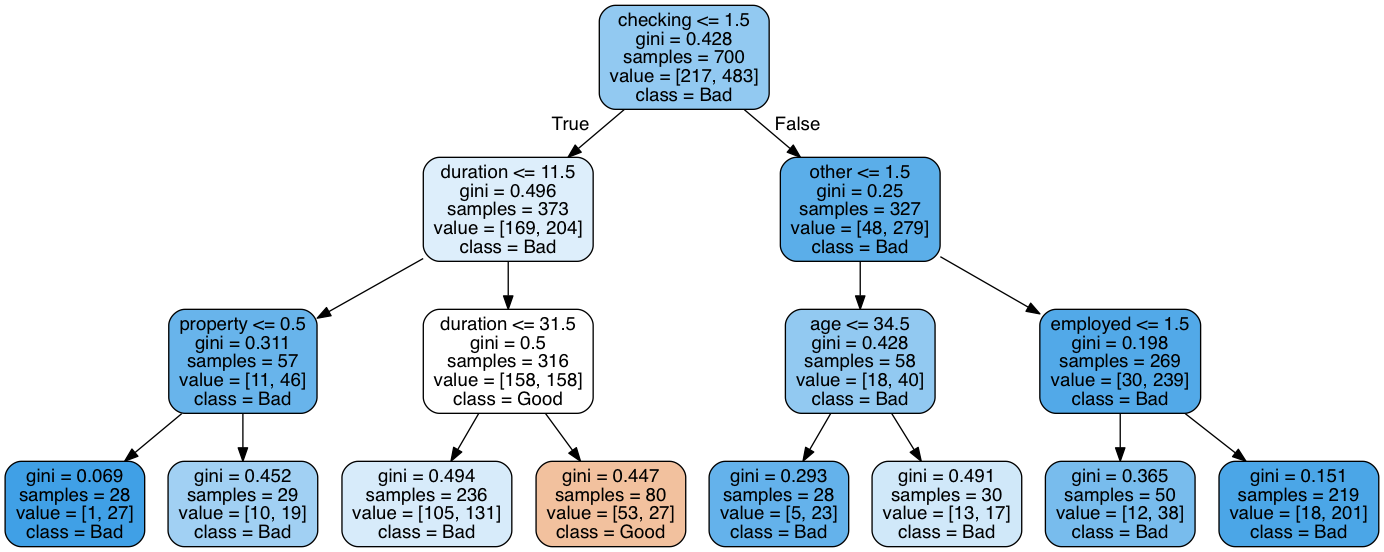 checking <= 1.5
gini = 0.428
samples = 700
value = [217, 483]
class = Bad
True
False
duration <= 11.5
gini = 0.496
samples = 373
value = [169, 204]
class = Bad
other <= 1.5
gini = 0.25
samples = 327
value = [48, 279]
class = Bad
property <= 0.5
gini = 0.311
samples = 57
value = [11, 46]
class = Bad
duration <= 31.5
gini = 0.5
samples = 316
value = [158, 158]
class = Good
age <= 34.5
gini = 0.428
samples = 58
value = [18, 40]
class = Bad
employed <= 1.5
gini = 0.198
samples = 269
value = [30, 239]
class = Bad
gini = 0.069
samples = 28
value = [1, 27]
class = Bad
gini = 0.452
samples = 29
value = [10, 19]
class = Bad
gini = 0.494
samples = 236
value = [105, 131]
class = Bad
gini = 0.447
samples = 80
value = [53, 27]
class = Good
gini = 0.293
samples = 28
value = [5, 23]
class = Bad
gini = 0.491
samples = 30
value = [13, 17]
class = Bad
gini = 0.365
samples = 50
value = [12, 38]
class = Bad
gini = 0.151
samples = 219
value = [18, 201]
class = Bad